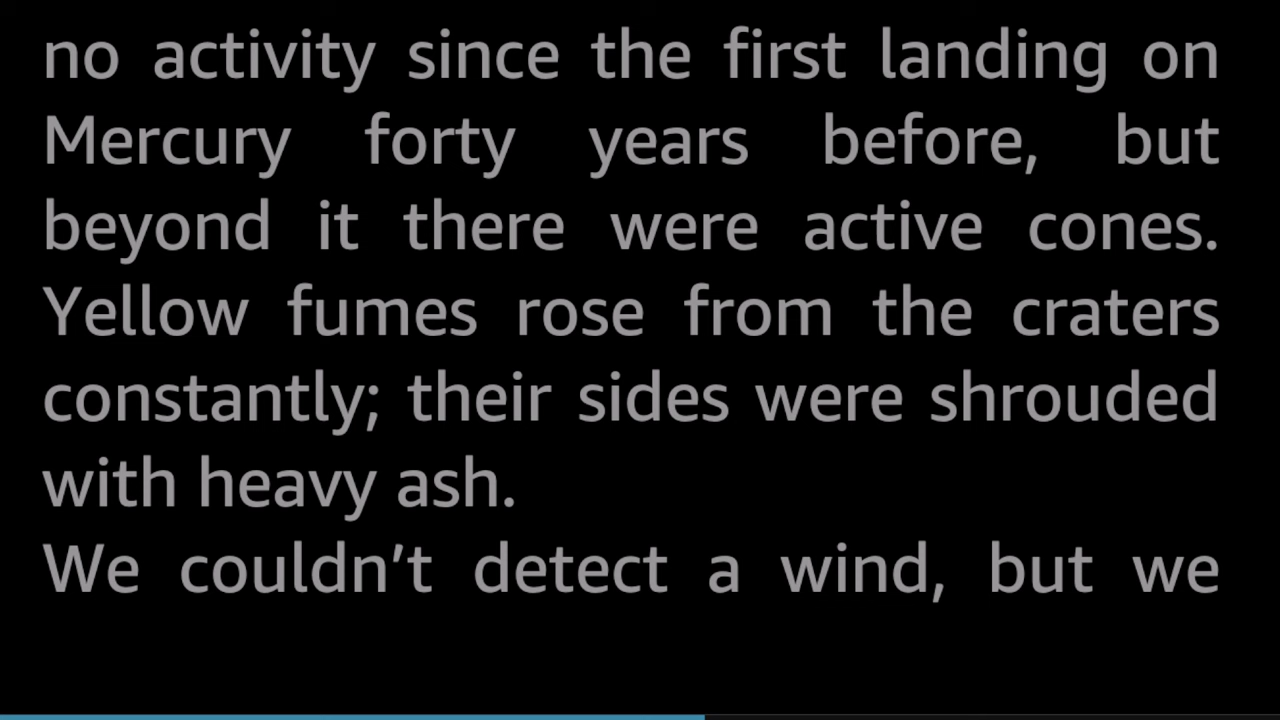 no activity since the first landing on
Mercury forty years before, but
beyond it there were active cones.
Yellow fumes rose from the craters
constantly; their sides were shrouded
with heavy ash.
We couldn’t detect a wind, but we